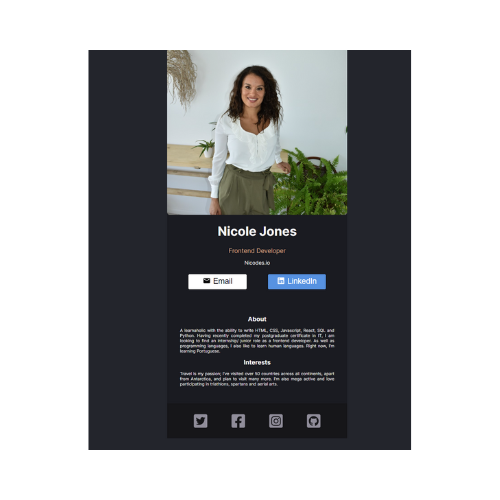 Nicole Jones
Frontend Developer
Nicodes.io
Email
LinkedIn
About
A learnaholic with the ability to write HTML, CSS, Javascript, React, SQL and
Python. Having recently completed my postgraduate certificate in IT, I am
looking to find an internship/ junior role as a frontend developer. As well as
programming languages, I also like to learn human languages. Right now, I'm
learning Portuguese.
Interests
Travel is my passion; I've visited over 50 countries across all continents, apart
from Antarctica, and plan to visit many more. I'm also mega active and love
participating in triathlons, spartans and aerial arts.